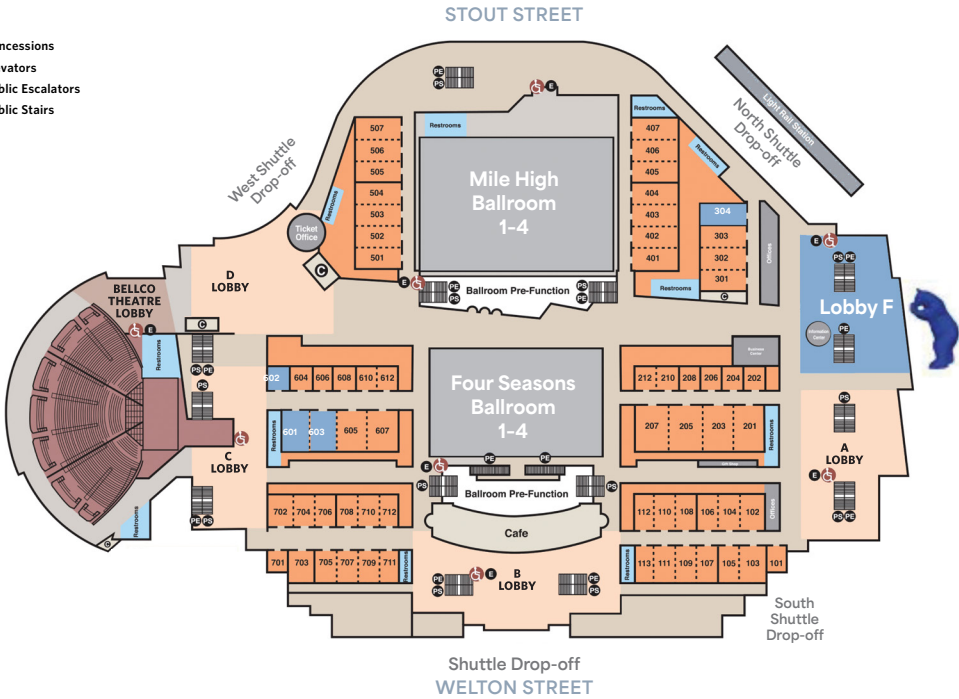 STOUT STREET
ncessions
vators
blic Escalators
blic Stairs
PE
PS
E
Light Rail Station
North Shuttle
Drop-off
West Shuttle
Drop-off
Restrooms
507
506
505
504
503
502
501
Restrooms
Ticket
Office
C
Restrooms
Mile High
Ballroom
1-4
Restrooms
407
406
405
404
403
402
401
Restrooms
Restrooms
304
303
302
301
C
Offices
E
PS PE
Lobby F
Information
Center
PE
D
LOBBY
BELLCO
THEATRE
LOBBY
E
C
Restrooms
PS PE
PS
E
PE
PS
Ballroom Pre-Function
PS
PE
PS
602
604
606
608
610
612
Four Seasons
Ballroom
1-4
Business
Center
212
210
208
206
204
202
Restrooms
601
603
605
607
207
205
203
201
Restrooms
C
LOBBY
PE PS
Restrooms
C
PS
A
LOBBY
E
PS PE
Gift Shop
E
PE
PE
PS
Ballroom Pre-Function
PS
Cafe
702
704
706
708
710
712
112
110
108
106
104
102
Offices
701
703
705
707
709
711
Restrooms
PE
PS
E
B
LOBBY
PE
PS
Restrooms
113
111
109
107
105
103
101
South
Shuttle
Drop-off
Shuttle Drop-off
WELTON STREET